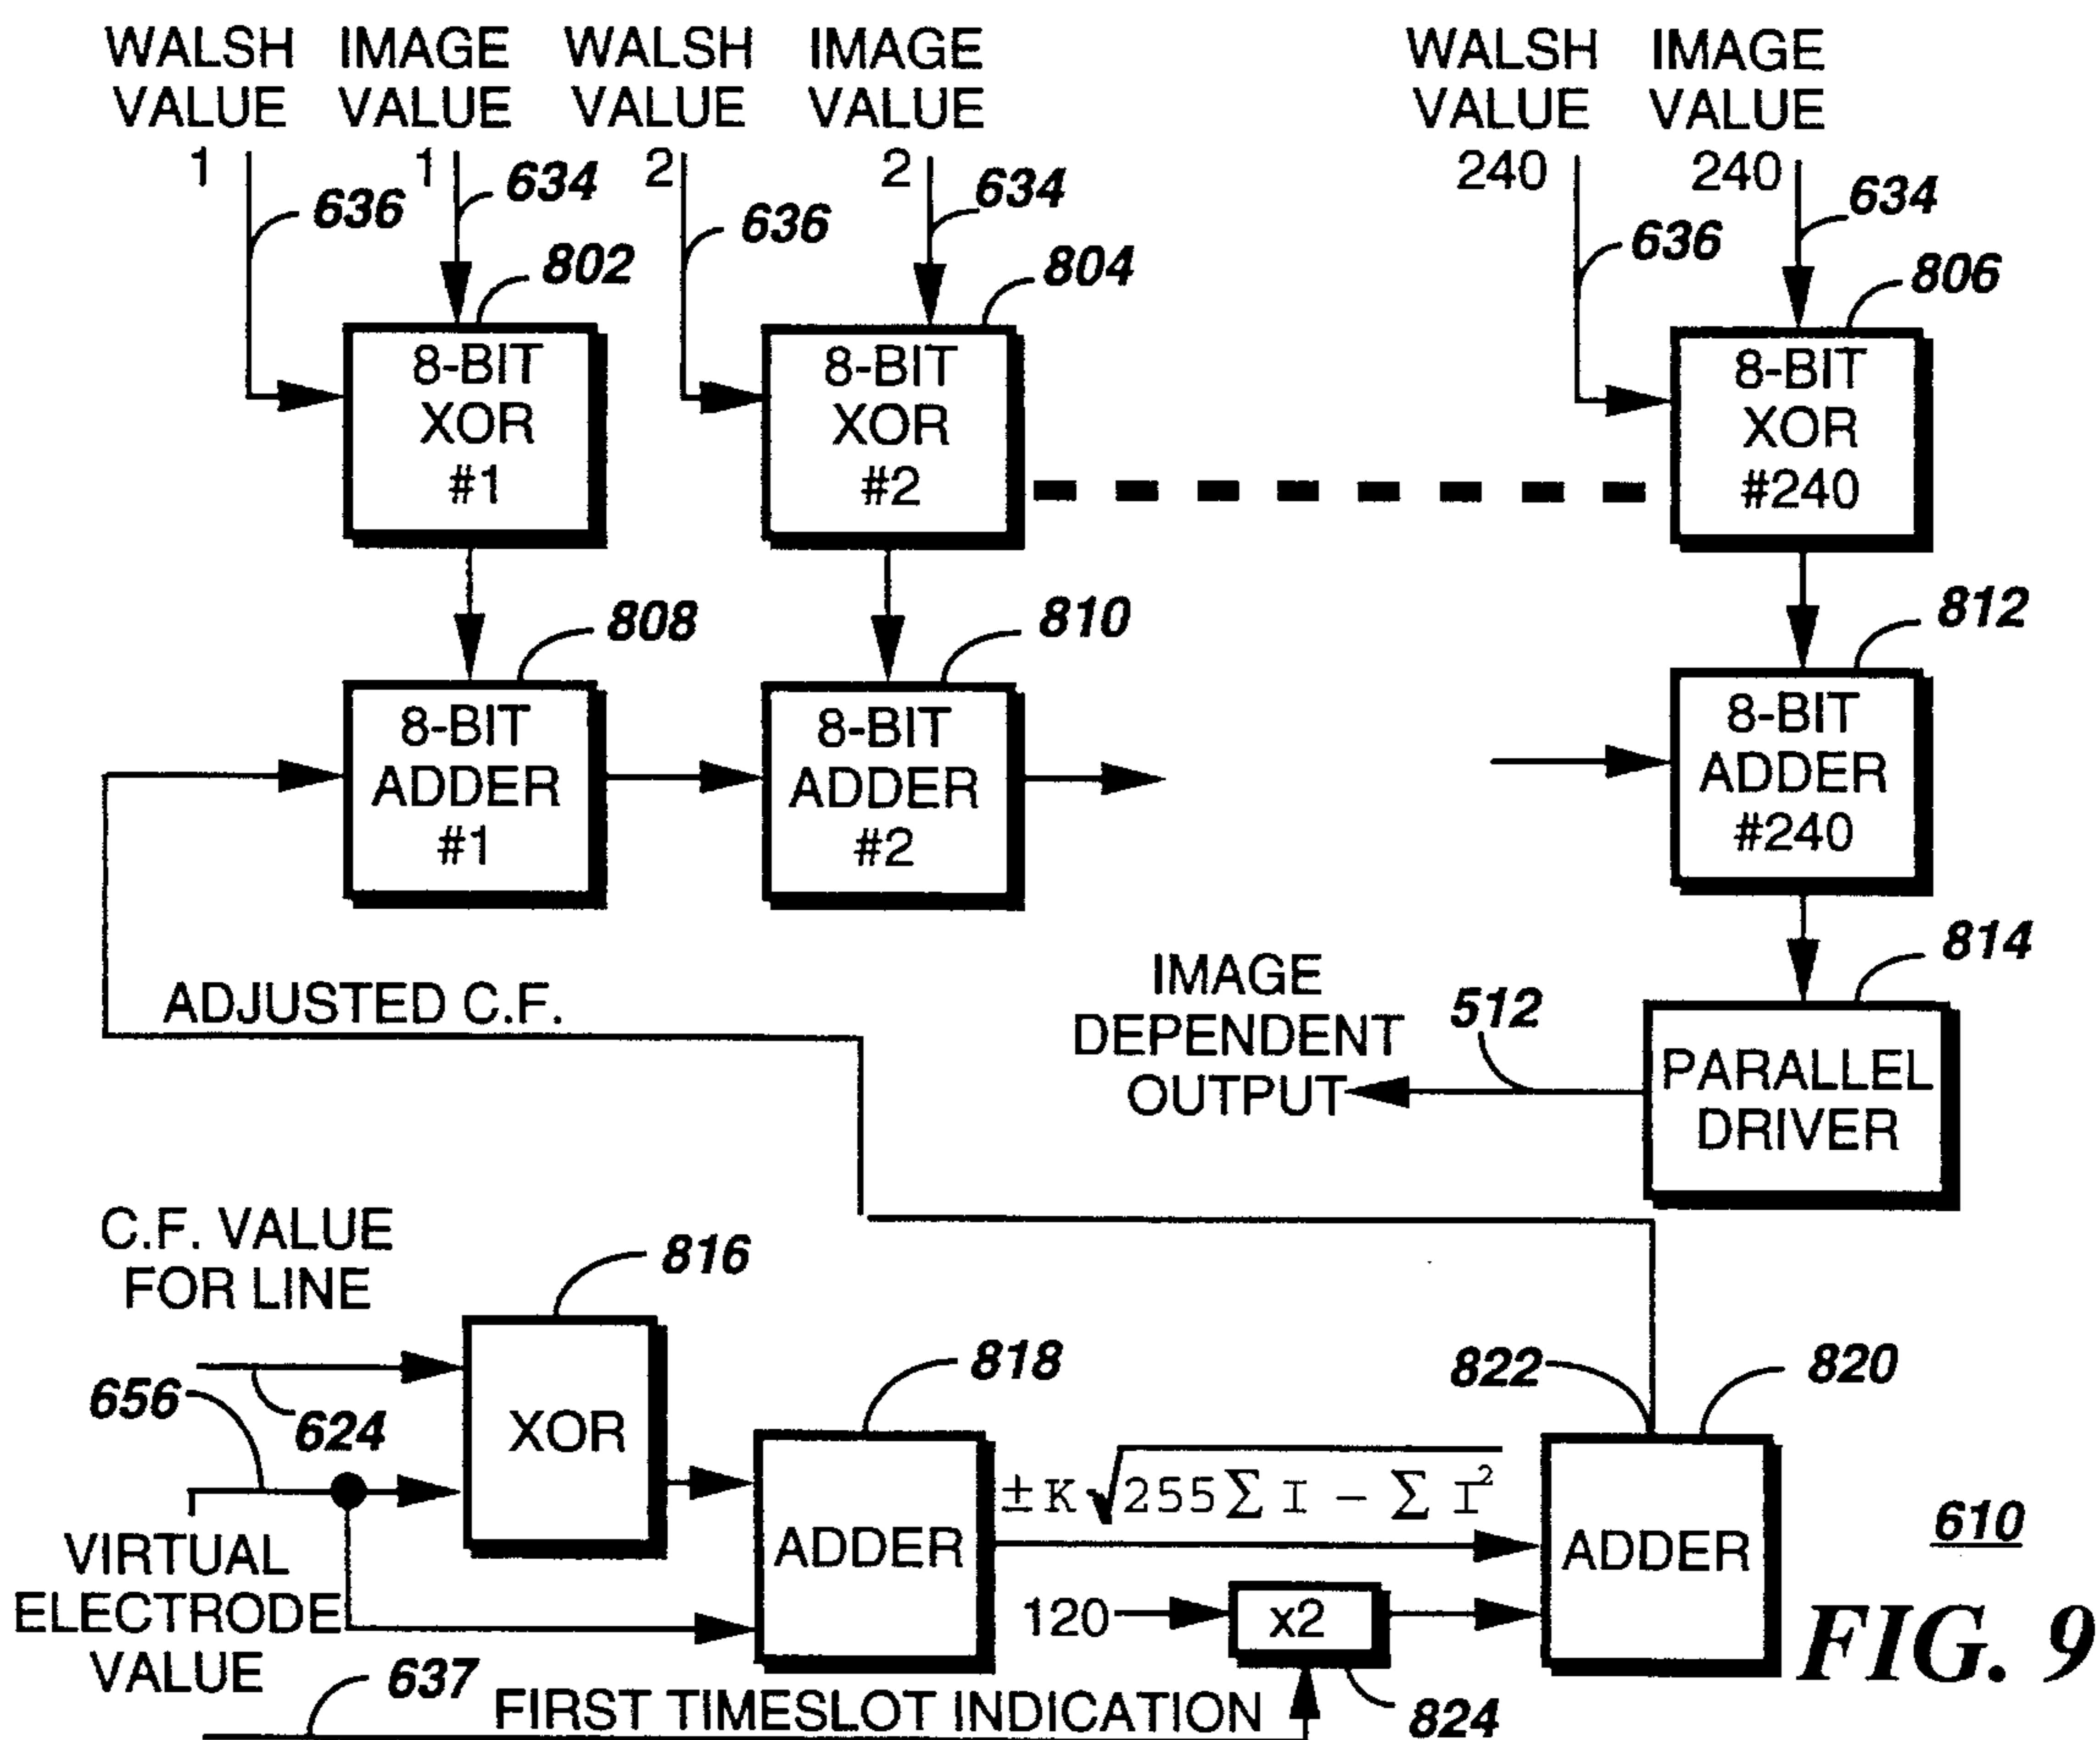 WALSH VALUE 1
IMAGE VALUE 1
WALSH VALUE 2
IMAGE VALUE 2
WALSH VALUE 240
IMAGE VALUE 240
636
634
636
634
636
634
802
804
806
8-BIT
XOR
#1
8-BIT
XOR
#2
8-BIT
XOR
#240
808
810
812
8-BIT
ADDER
#1
8-BIT
ADDER
#2
8-BIT
ADDER
#240
814
ADJUSTED C.F.
IMAGE
DEPENDENT
OUTPUT
512
PARALLEL
DRIVER
C.F. VALUE
FOR LINE
816
XOR
656
624
818
ADDER
±K√255∑ I − ∑ I²
822
820
ADDER
610
VIRTUAL
ELECTRODE
VALUE
120
x2
824
637
FIRST TIMESLOT INDICATION
FIG. 9